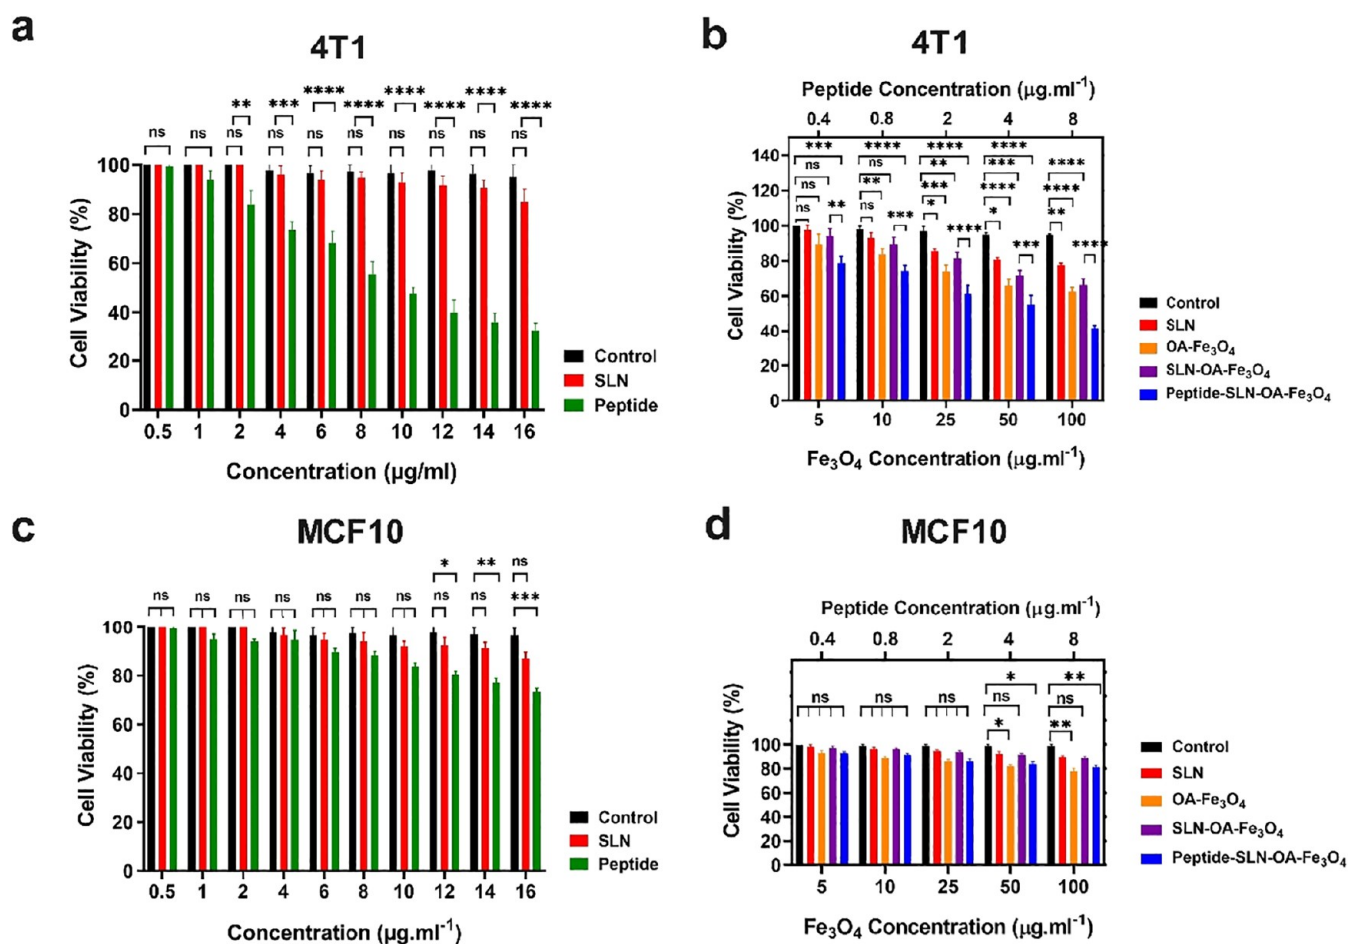 a
4T1
** *** **** **** **** **** **** ****
ns ns ns ns ns ns ns ns ns ns
100
80
60
40
20
0
Cell Viability (%)
0.5 1 2 4 6 8 10 12 14 16
Concentration (µg/ml)
Control
SLN
Peptide
b
4T1
Peptide Concentration (µg.ml⁻¹)
0.4 0.8 2 4 8
*** **** **** **** ****
ns ns ** *** ****
ns ** *** **** **
ns ns * *
** *** **** *** ****
140
120
100
80
60
40
20
0
Cell Viability (%)
5 10 25 50 100
Fe₃O₄ Concentration (µg.ml⁻¹)
Control
SLN
OA-Fe₃O₄
SLN-OA-Fe₃O₄
Peptide-SLN-OA-Fe₃O₄
c
MCF10
* ** ns
ns ns ns ns ns ns ns ns ns ***
100
80
60
40
20
0
Cell Viability (%)
0.5 1 2 4 6 8 10 12 14 16
Concentration (µg.ml⁻¹)
Control
SLN
Peptide
d
MCF10
Peptide Concentration (µg.ml⁻¹)
0.4 0.8 2 4 8
* **
ns ns ns ns ns
* **
100
80
60
40
20
0
Cell Viability (%)
5 10 25 50 100
Fe₃O₄ Concentration (µg.ml⁻¹)
Control
SLN
OA-Fe₃O₄
SLN-OA-Fe₃O₄
Peptide-SLN-OA-Fe₃O₄